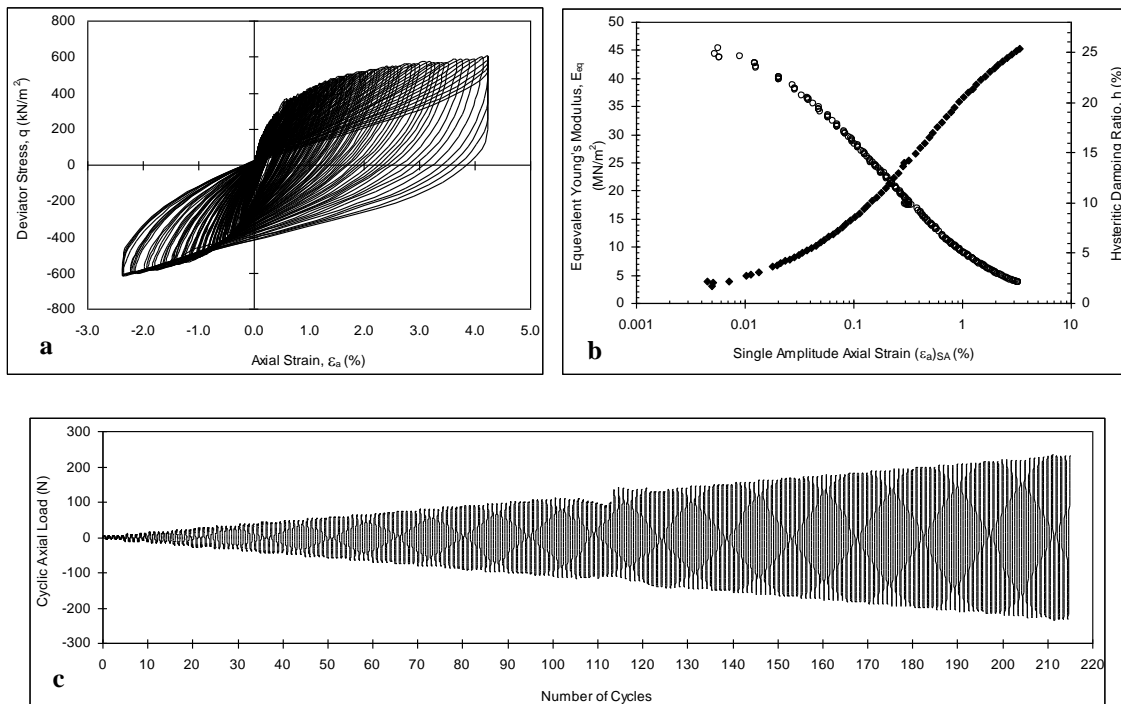 800
600
400
200
0
-200
-400
-600
-800
Deviator Stress, q (kN/m²)
-3.0 -2.0 -1.0 0.0 1.0 2.0 3.0 4.0 5.0
Axial Strain, εa (%)
a
50
45
40
35
30
25
20
15
10
5
0
Equevalent Young's Modulus, Eeq
(MN/m²)
25
20
15
10
5
0
Hysteritic Damping Ratio, h (%)
0.001 0.01 0.1 1 10
Single Amplitude Axial Strain (εa)SA (%)
b
300
200
100
0
-100
-200
-300
Cyclic Axial Load (N)
0 10 20 30 40 50 60 70 80 90 100 110 120 130 140 150 160 170 180 190 200 210 220
Number of Cycles
c